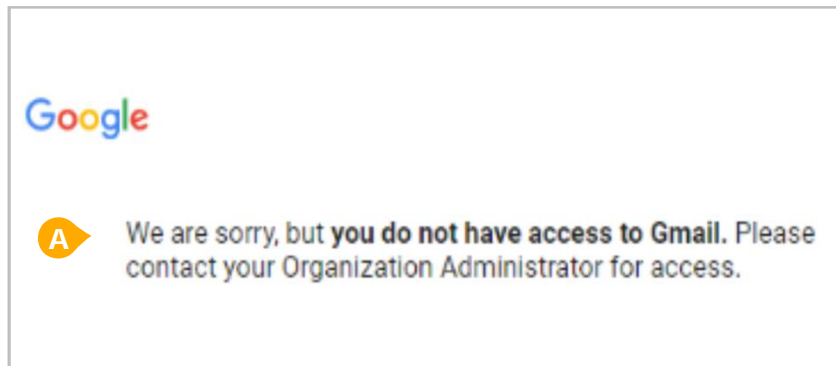 Google
A
We are sorry, but you do not have access to Gmail. Please
contact your Organization Administrator for access.